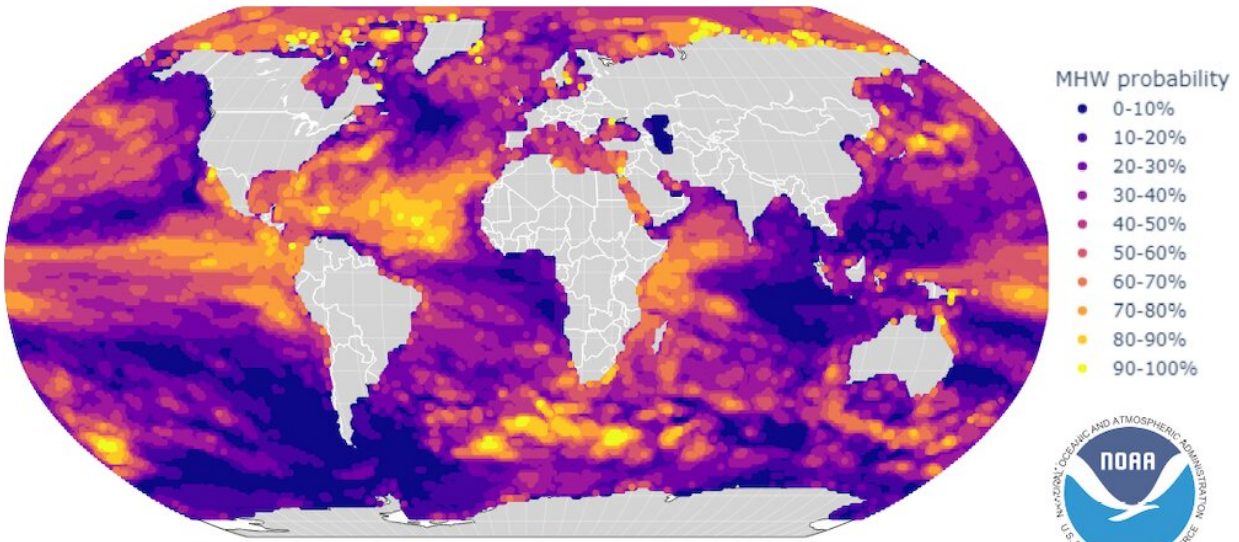 MHW probability
0-10%
10-20%
20-30%
30-40%
40-50%
50-60%
60-70%
70-80%
80-90%
90-100%
NATIONAL OCEANIC AND ATMOSPHERIC ADMINISTRATION
NOAA
U.S.